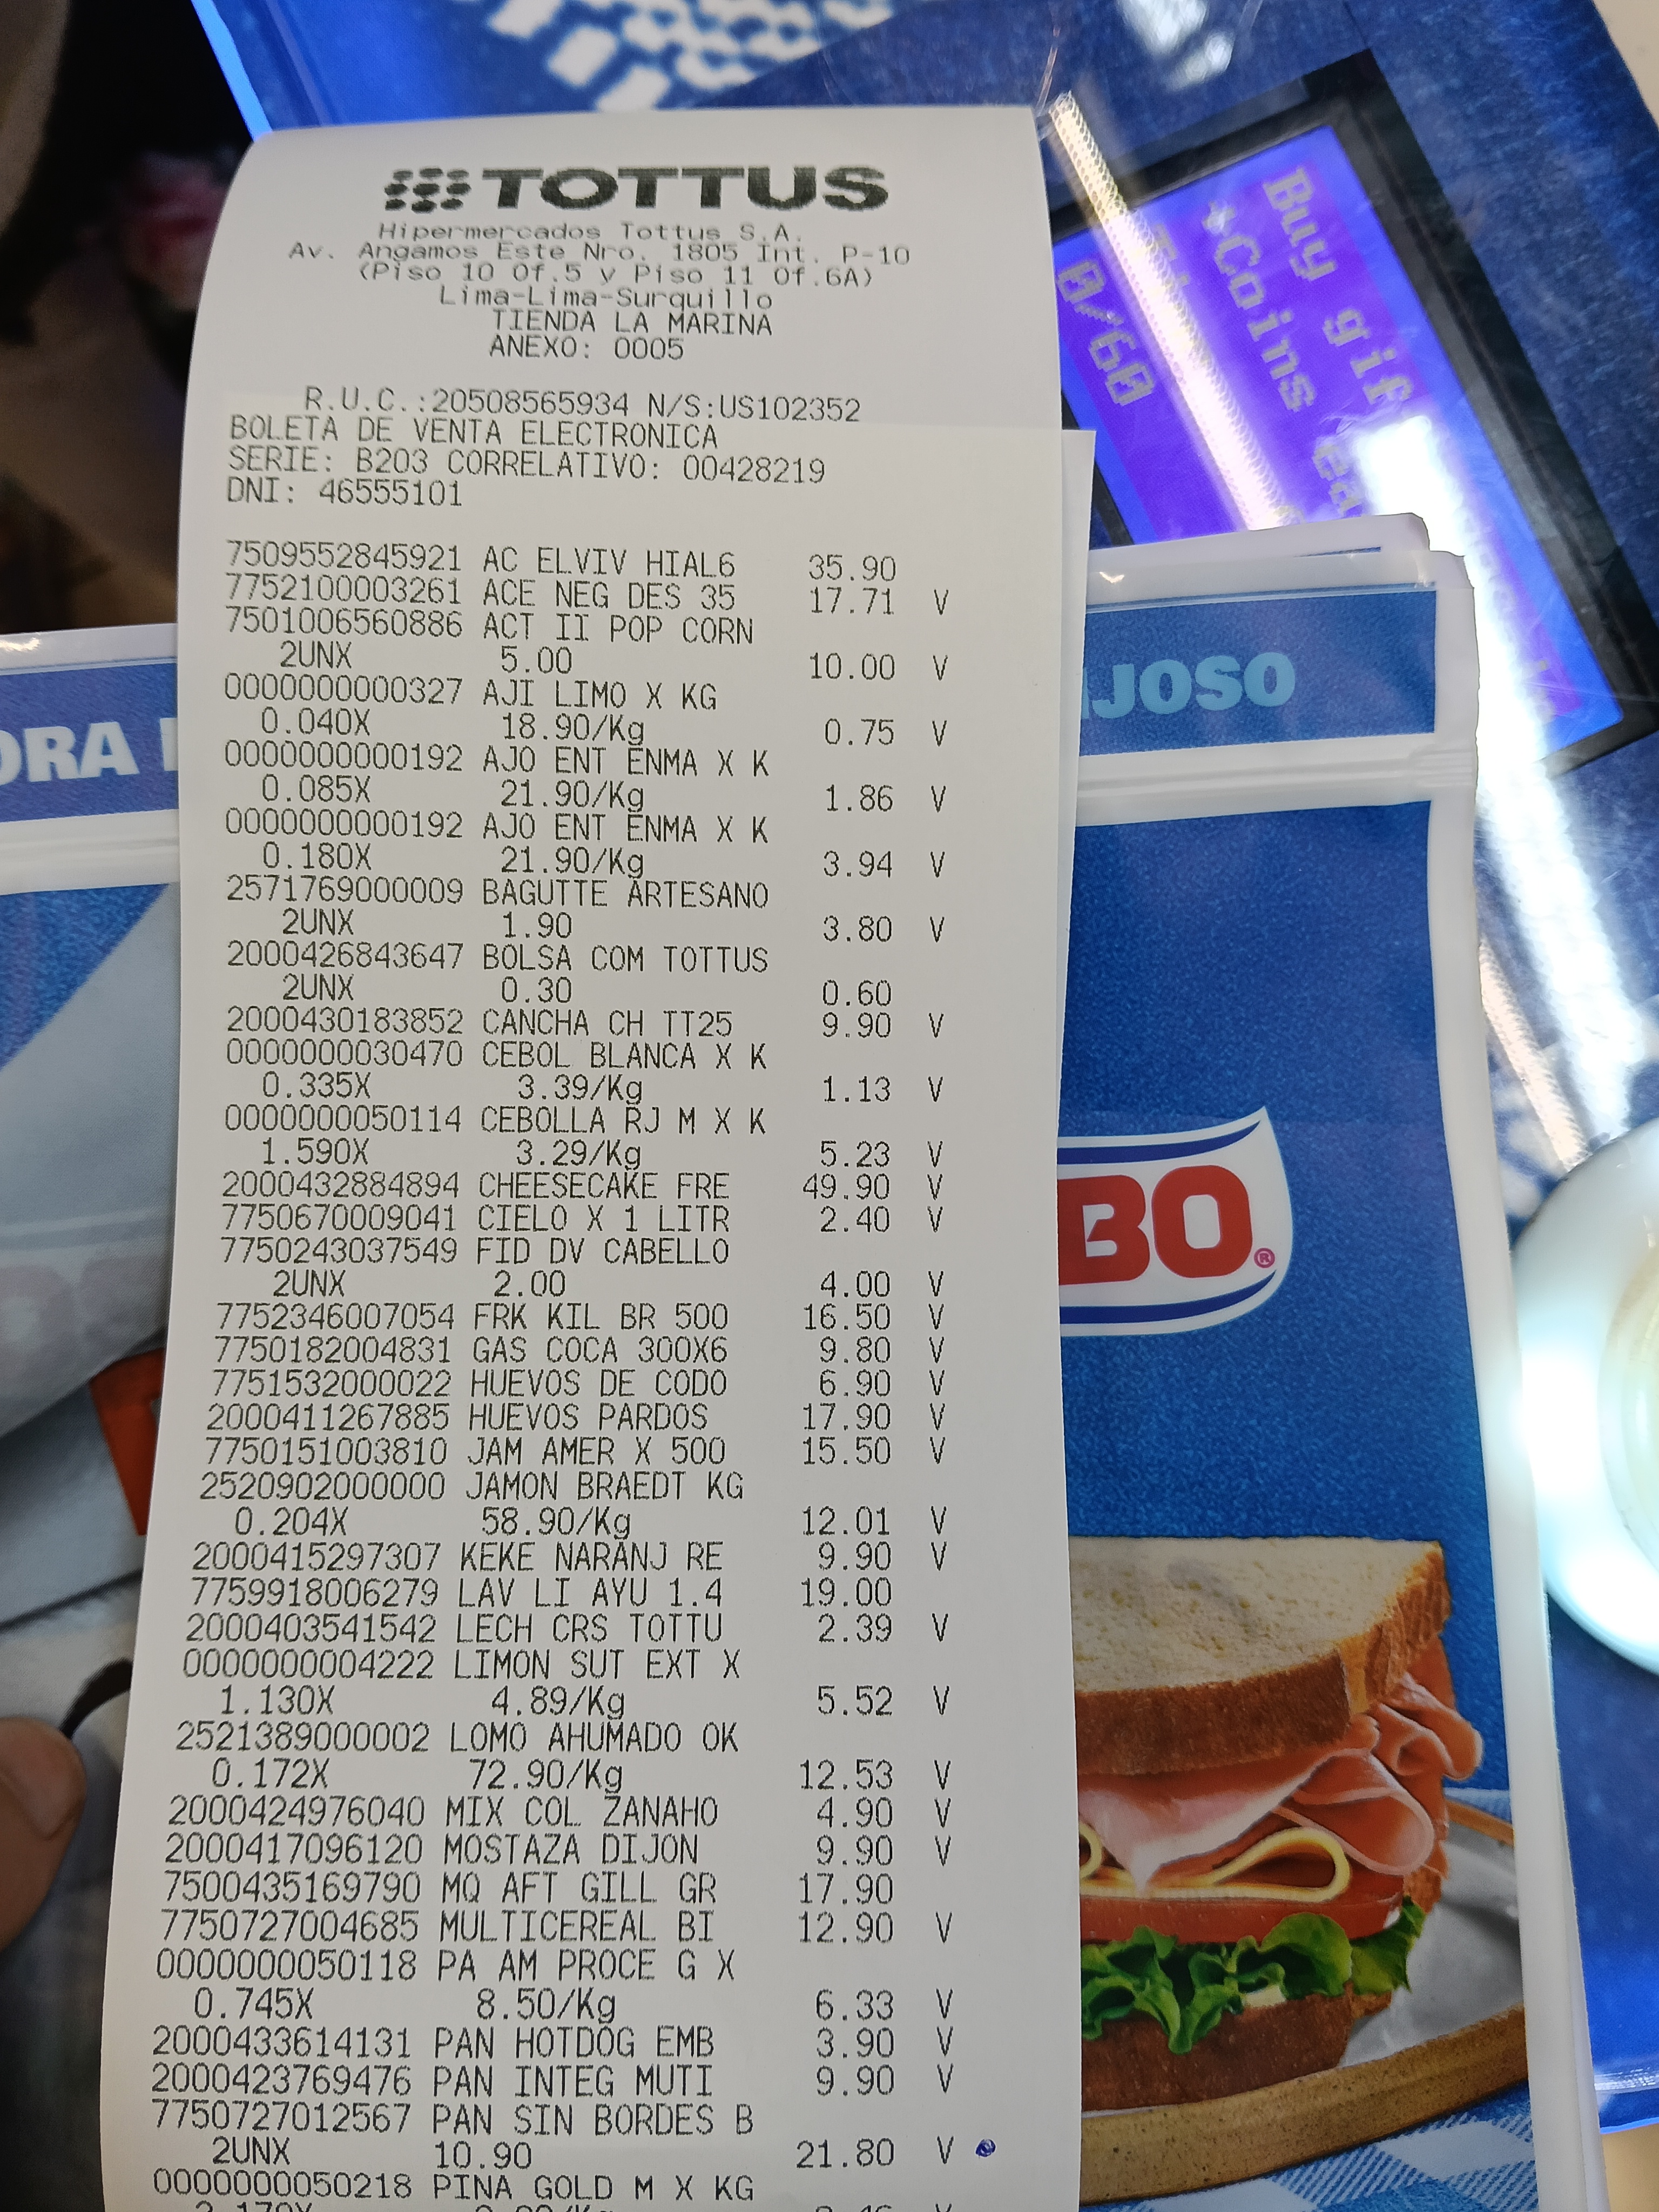 TOTTUS
Hipermercados Tottus S.A.
Av. Angamos Este Nro. 1805 Int. P-10
(Piso 10 Of.5 y Piso 11 Of.6A)
Lima-Lima-Surquillo
TIENDA LA MARINA
ANEXO: 0005
R.U.C.:20508565934 N/S:US102352
BOLETA DE VENTA ELECTRONICA
SERIE: B203 CORRELATIVO: 00428219
DNI: 46555101
7509552845921 AC ELVIV HIAL6 35.90
7752100003261 ACE NEG DES 35 17.71 V
7501006560886 ACT II POP CORN
2UNX 5.00 10.00 V
0000000000327 AJI LIMO X KG
0.040X 18.90/Kg 0.75 V
0000000000192 AJO ENT ENMA X K
0.085X 21.90/Kg 1.86 V
0000000000192 AJO ENT ENMA X K
0.180X 21.90/Kg 3.94 V
2571769000009 BAGUTTE ARTESANO
2UNX 1.90 3.80 V
2000426843647 BOLSA COM TOTTUS
2UNX 0.30 0.60
2000430183852 CANCHA CH TT25 9.90 V
0000000030470 CEBOL BLANCA X K
0.335X 3.39/Kg 1.13 V
0000000050114 CEBOLLA RJ M X K
1.590X 3.29/Kg 5.23 V
2000432884894 CHEESECAKE FRE 49.90 V
7750670009041 CIELO X 1 LITR 2.40 V
7750243037549 FID DV CABELLO
2UNX 2.00 4.00 V
7752346007054 FRK KIL BR 500 16.50 V
7750182004831 GAS COCA 300X6 9.80 V
7751532000022 HUEVOS DE CODO 6.90 V
2000411267885 HUEVOS PARDOS 17.90 V
7750151003810 JAM AMER X 500 15.50 V
2520902000000 JAMON BRAEDT KG
0.204X 58.90/Kg 12.01 V
2000415297307 KEKE NARANJ RE 9.90 V
7759918006279 LAV LI AYU 1.4 19.00
2000403541542 LECH CRS TOTTU 2.39 V
0000000004222 LIMON SUT EXT X
1.130X 4.89/Kg 5.52 V
2521389000002 LOMO AHUMADO OK
0.172X 72.90/Kg 12.53 V
2000424976040 MIX COL ZANAHO 4.90 V
2000417096120 MOSTAZA DIJON 9.90 V
7500435169790 MQ AFT GILL GR 17.90
7750727004685 MULTICEREAL BI 12.90 V
0000000050118 PA AM PROCE G X
0.745X 8.50/Kg 6.33 V
2000433614131 PAN HOTDOG EMB 3.90 V
2000423769476 PAN INTEG MUTI 9.90 V
7750727012567 PAN SIN BORDES B
2UNX 10.90 21.80 V
0000000050218 PINA GOLD M X KG
Buy gif
+Coins
0/60
ORA
AJOSO
BO®